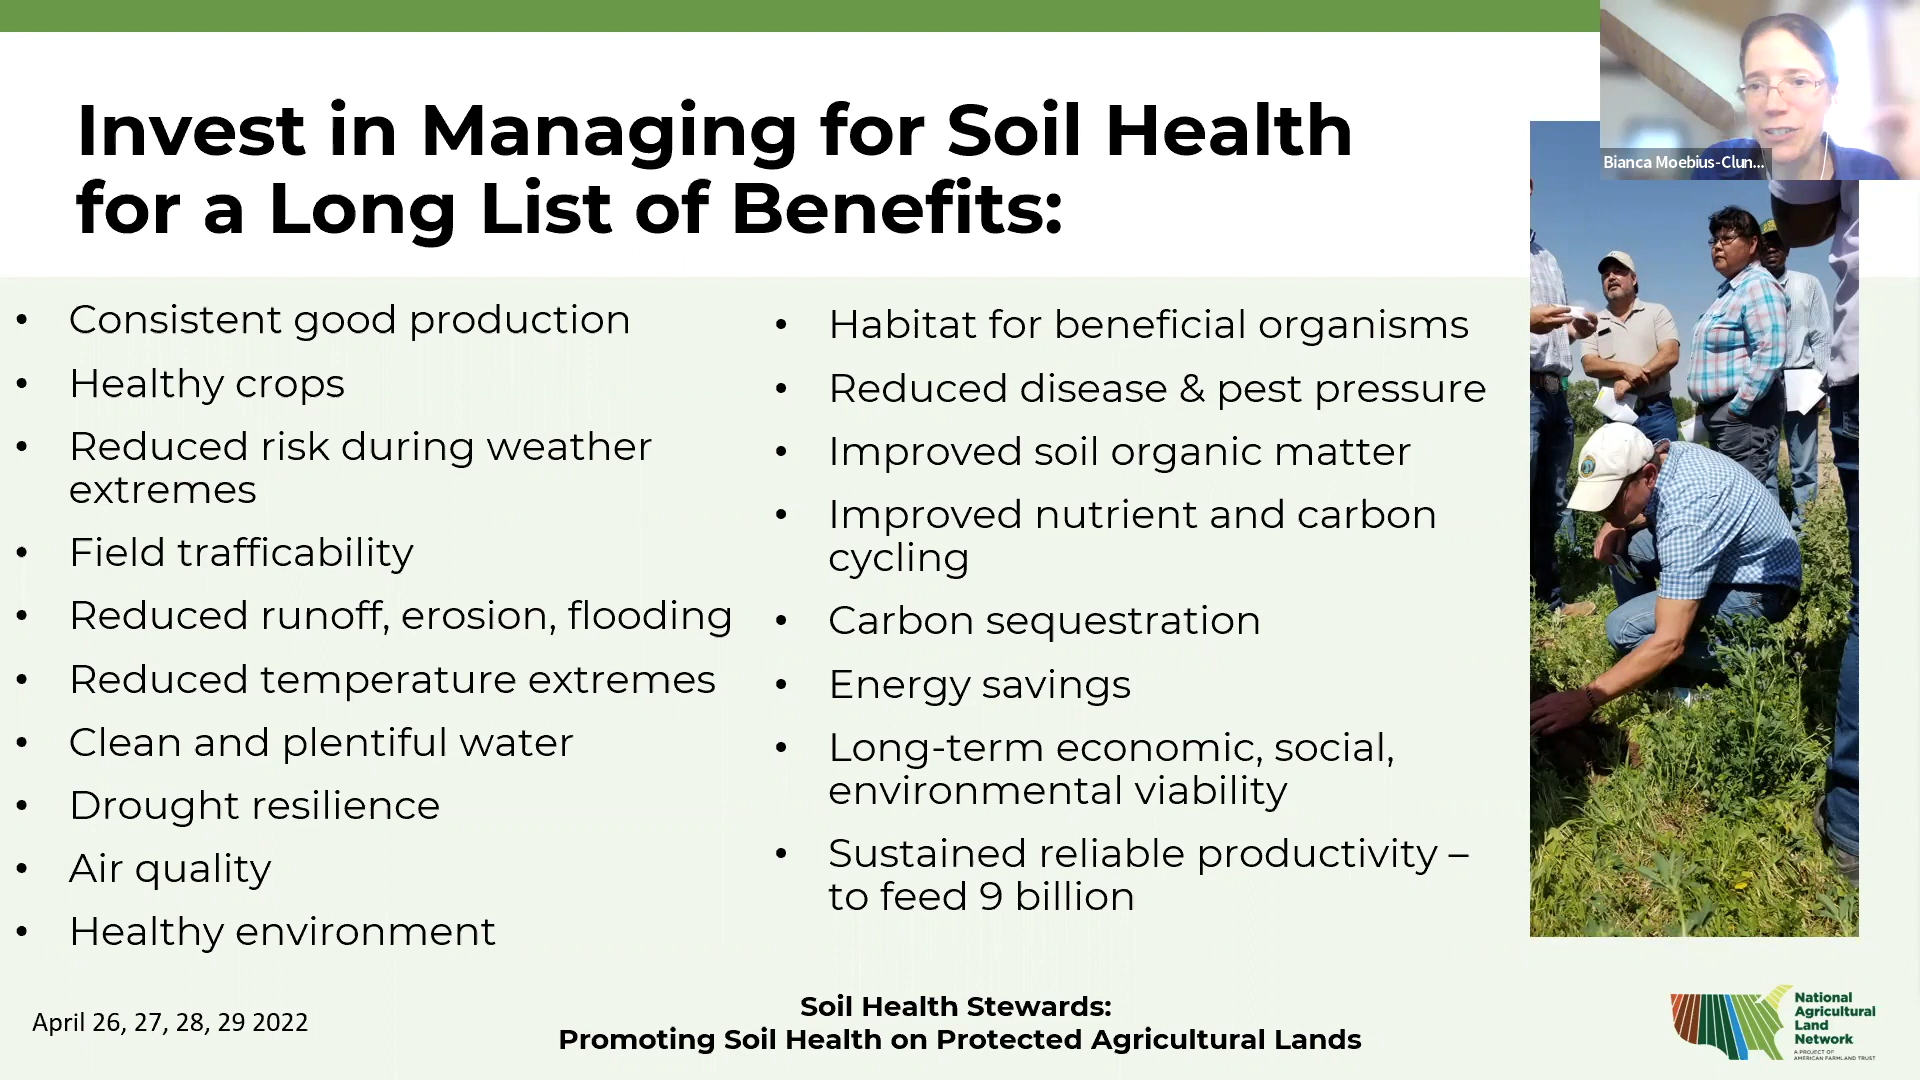 Invest in Managing for Soil Health
for a Long List of Benefits:
Bianca Moebius-Clun...
• Consistent good production
• Healthy crops
• Reduced risk during weather
extremes
• Field trafficability
• Reduced runoff, erosion, flooding
• Reduced temperature extremes
• Clean and plentiful water
• Drought resilience
• Air quality
• Healthy environment
• Habitat for beneficial organisms
• Reduced disease & pest pressure
• Improved soil organic matter
• Improved nutrient and carbon
cycling
• Carbon sequestration
• Energy savings
• Long-term economic, social,
environmental viability
• Sustained reliable productivity –
to feed 9 billion
April 26, 27, 28, 29 2022
Soil Health Stewards:
Promoting Soil Health on Protected Agricultural Lands
National
Agricultural
Land
Network
A PROJECT OF
AMERICAN FARMLAND TRUST